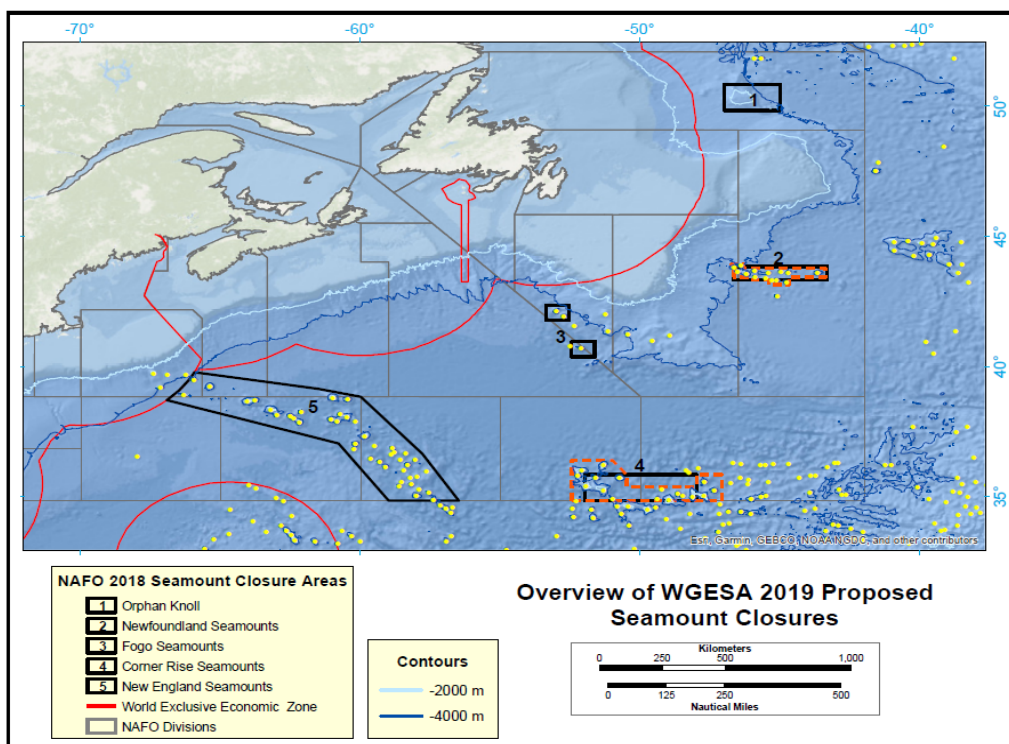 -70° -60° -50° -40°
1
50°
45°
2
3
40°
5
4
35°
Esri, Garmin, GEBCO, NOAA NGDC, and other contributors
NAFO 2018 Seamount Closure Areas
1 Orphan Knoll
2 Newfoundland Seamounts
3 Fogo Seamounts
4 Corner Rise Seamounts
5 New England Seamounts
World Exclusive Economic Zone
NAFO Divisions
Contours
-2000 m
-4000 m
Overview of WGESA 2019 Proposed
Seamount Closures
Kilometers
0 250 500 1,000
0 125 250 500
Nautical Miles